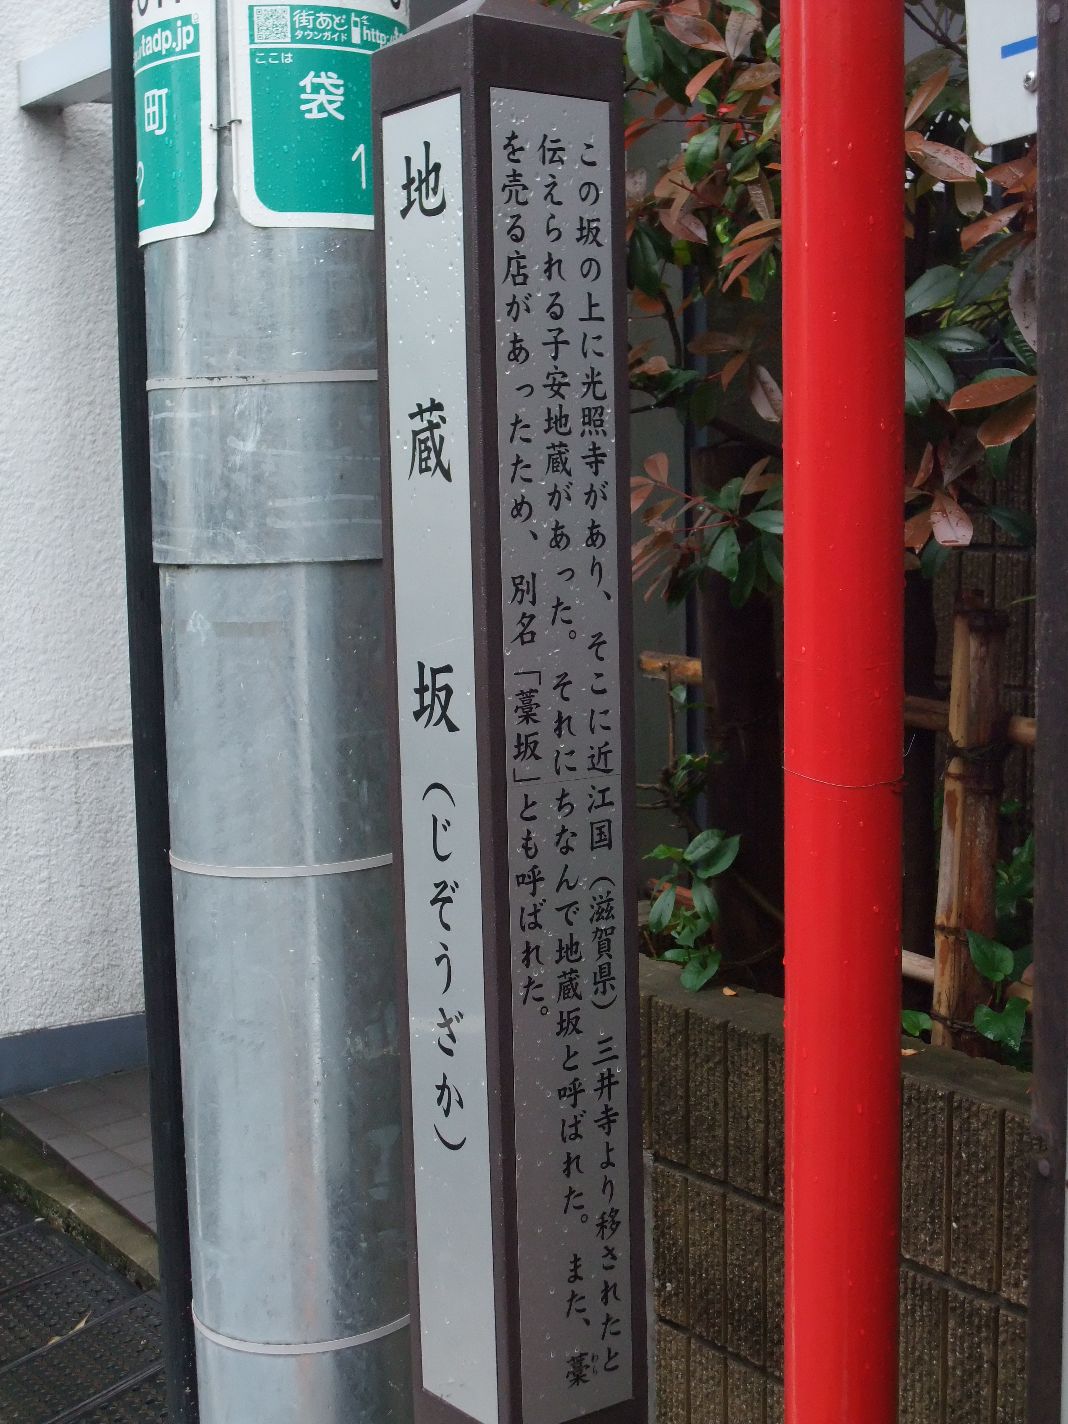 tadp.jp
町
2
街あど
タウンガイド
http:
ここは
袋
1
地蔵坂（じぞうざか）
この坂の上に光照寺があり、そこに近江国（滋賀県）三井寺より移されたと
伝えられる子安地蔵があった。それにちなんで地蔵坂と呼ばれた。また、藁
わら
を売る店があったため、別名「藁坂」とも呼ばれた。